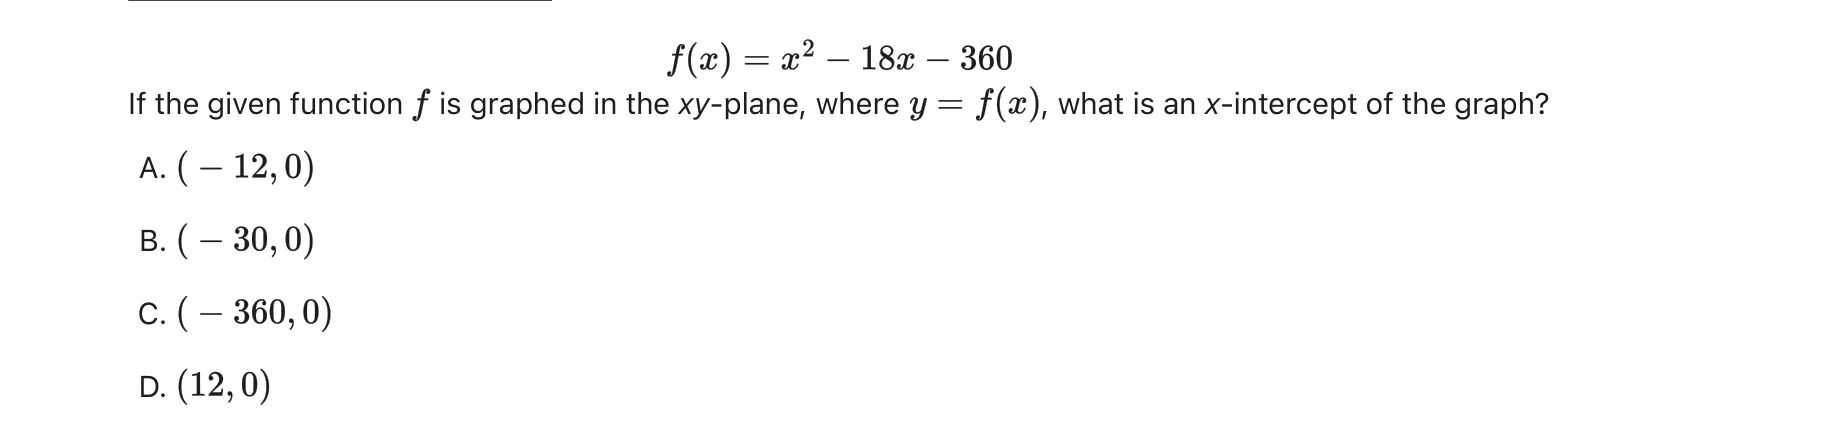 f(x) = x² − 18x − 360
If the given function f is graphed in the xy-plane, where y = f(x), what is an x-intercept of the graph?
A. ( − 12, 0)
B. ( − 30, 0)
C. ( − 360, 0)
D. (12, 0)